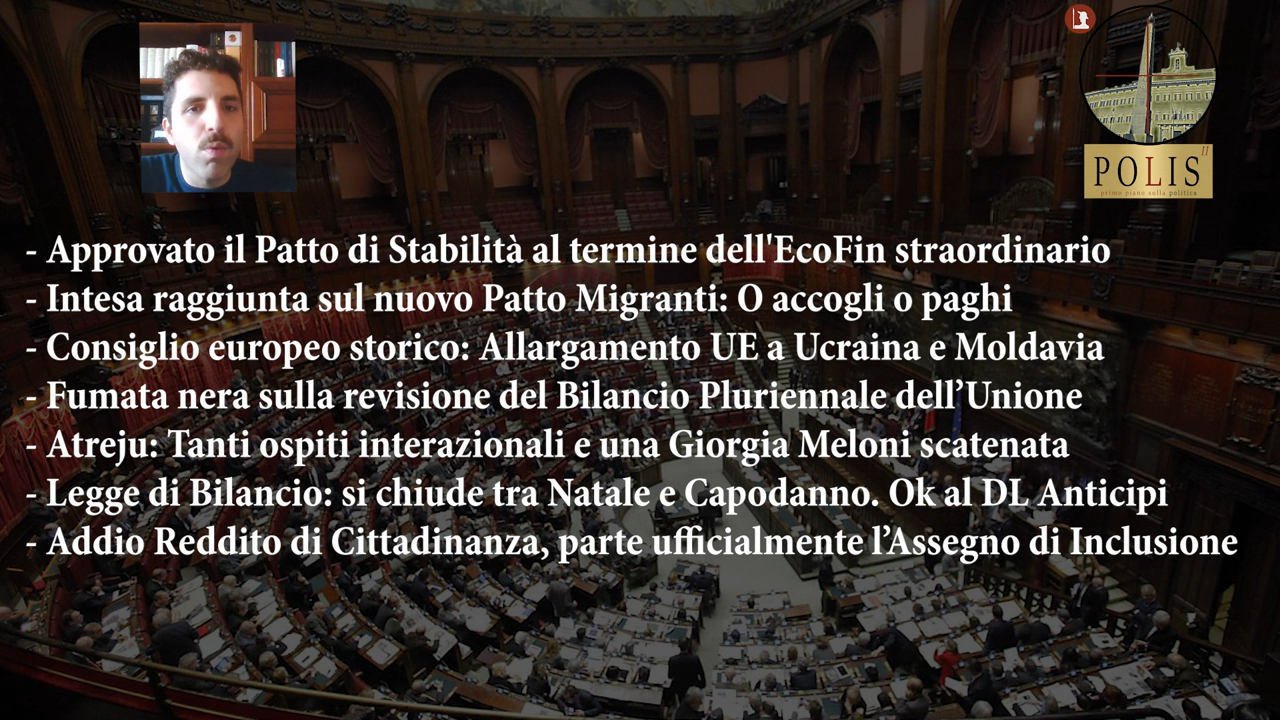 POLIS II
primo piano sulla politica
- Approvato il Patto di Stabilità al termine dell'EcoFin straordinario
- Intesa raggiunta sul nuovo Patto Migranti: O accogli o paghi
- Consiglio europeo storico: Allargamento UE a Ucraina e Moldavia
- Fumata nera sulla revisione del Bilancio Pluriennale dell’Unione
- Atreju: Tanti ospiti interazionali e una Giorgia Meloni scatenata
- Legge di Bilancio: si chiude tra Natale e Capodanno. Ok al DL Anticipi
- Addio Reddito di Cittadinanza, parte ufficialmente l’Assegno di Inclusione